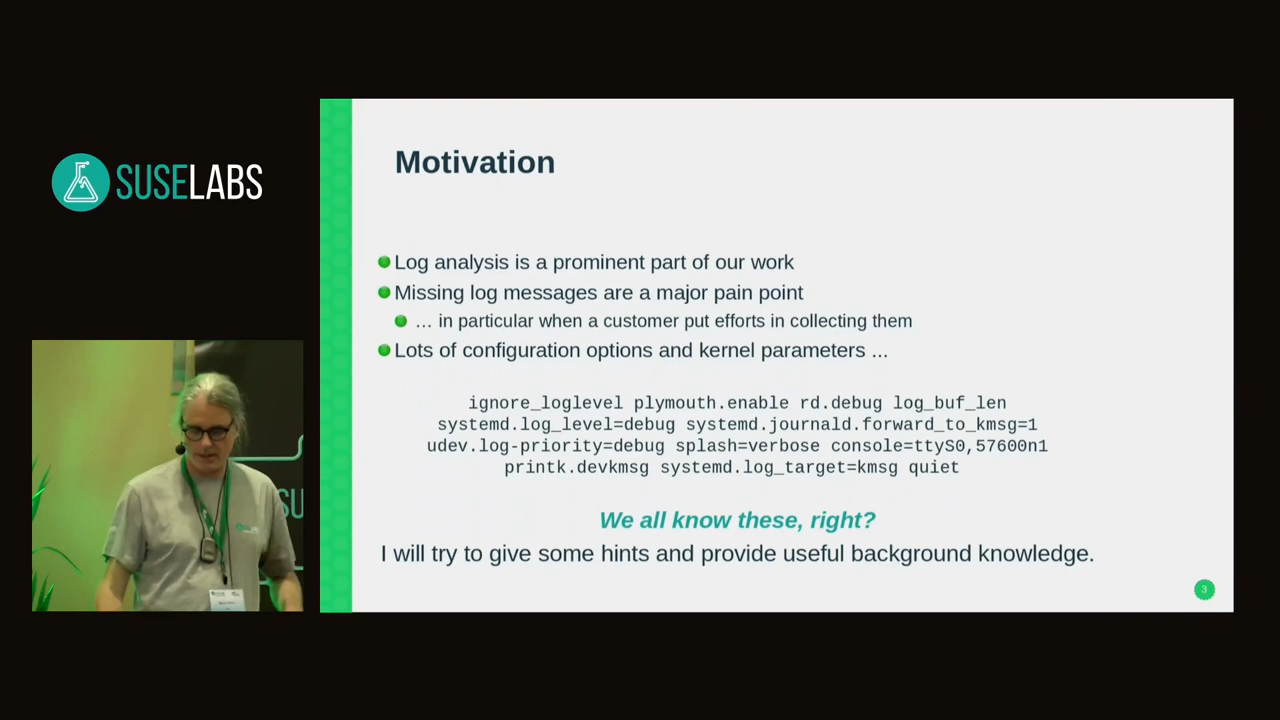 SUSELABS
Motivation
Log analysis is a prominent part of our work
Missing log messages are a major pain point
… in particular when a customer put efforts in collecting them
Lots of configuration options and kernel parameters ...
ignore_loglevel plymouth.enable rd.debug log_buf_len
systemd.log_level=debug systemd.journald.forward_to_kmsg=1
udev.log-priority=debug splash=verbose console=ttyS0,57600n1
printk.devkmsg systemd.log_target=kmsg quiet
We all know these, right?
I will try to give some hints and provide useful background knowledge.
3
SU